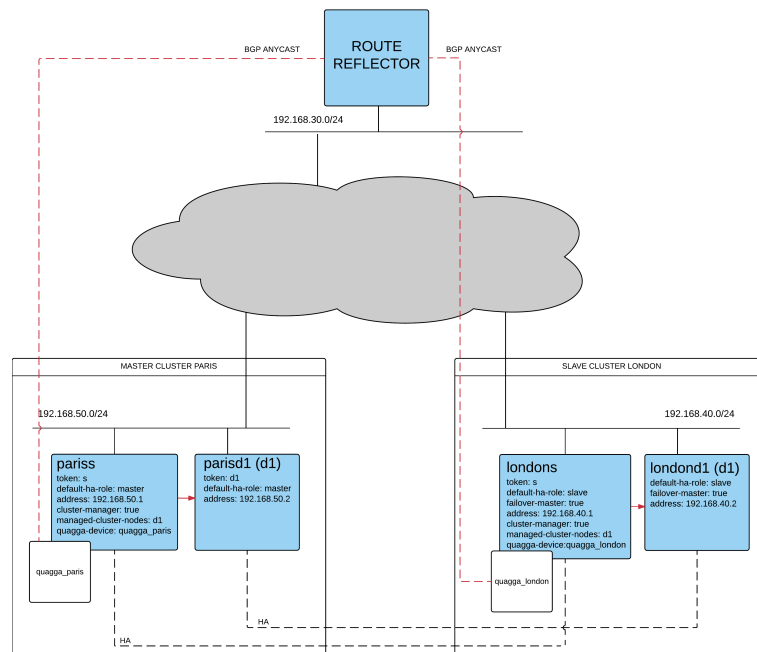 ROUTE
REFLECTOR
BGP ANYCAST
BGP ANYCAST
192.168.30.0/24
MASTER CLUSTER PARIS
SLAVE CLUSTER LONDON
192.168.50.0/24
192.168.40.0/24
pariss
token: s
default-ha-role: master
address: 192.168.50.1
cluster-manager: true
managed-cluster-nodes: d1
quagga-device: quagga_paris
parisd1 (d1)
token: d1
default-ha-role: master
address: 192.168.50.2
londons
token: s
default-ha-role: slave
failover-master: true
address: 192.168.40.1
cluster-manager: true
managed-cluster-nodes: d1
quagga-device:quagga_london
londond1 (d1)
default-ha-role: slave
failover-master: true
address: 192.168.40.2
quagga_paris
quagga_london
HA
HA